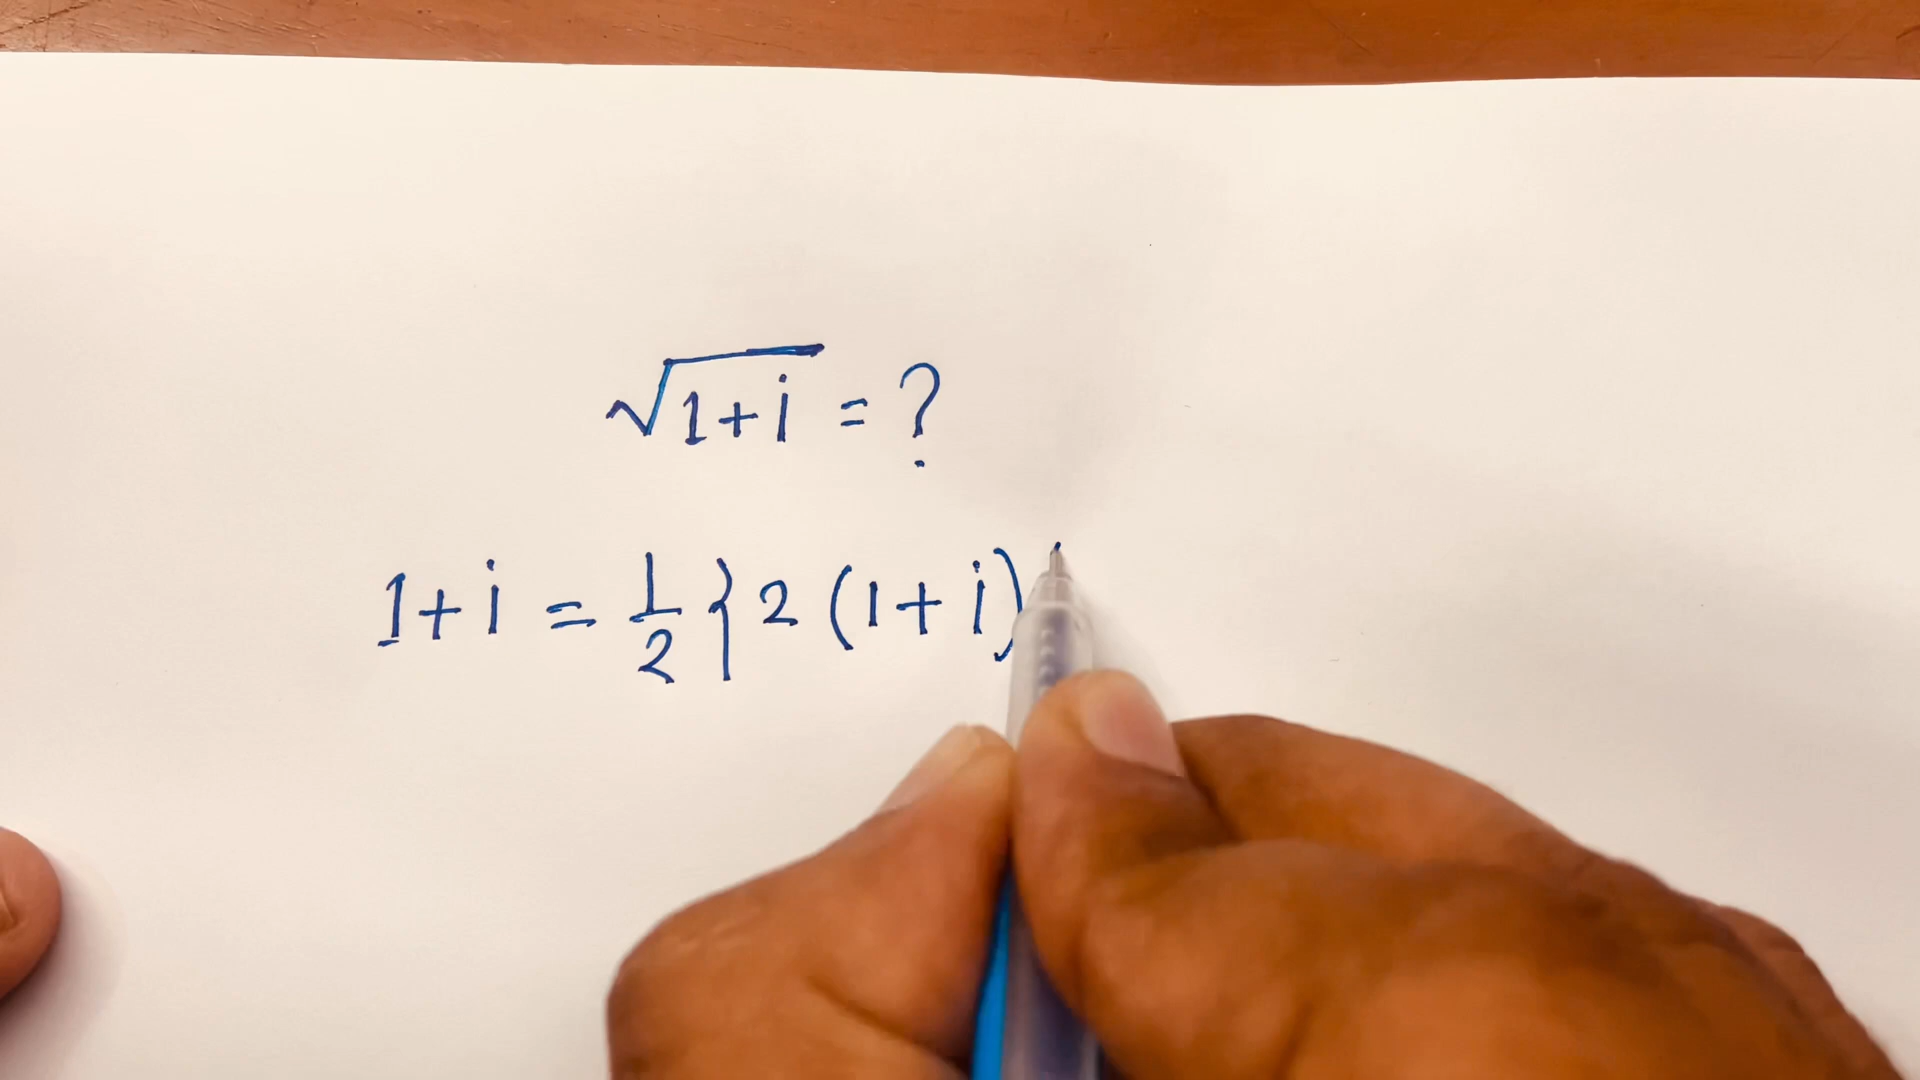 √1+i = ?
1+i = 1/2 {2(1+i)